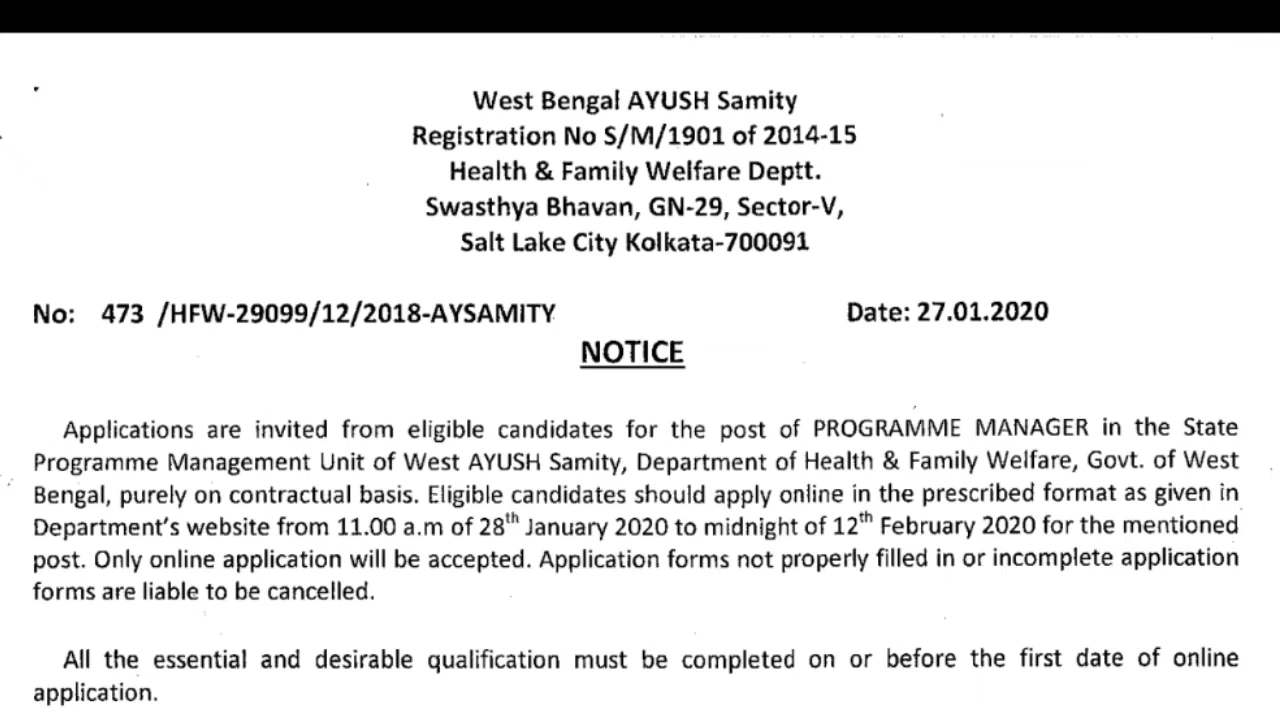 West Bengal AYUSH Samity
Registration No S/M/1901 of 2014-15
Health & Family Welfare Deptt.
Swasthya Bhavan, GN-29, Sector-V,
Salt Lake City Kolkata-700091
No: 473 /HFW-29099/12/2018-AYSAMITY Date: 27.01.2020
NOTICE
Applications are invited from eligible candidates for the post of PROGRAMME MANAGER in the State
Programme Management Unit of West AYUSH Samity, Department of Health & Family Welfare, Govt. of West
Bengal, purely on contractual basis. Eligible candidates should apply online in the prescribed format as given in
Department's website from 11.00 a.m of 28th January 2020 to midnight of 12th February 2020 for the mentioned
post. Only online application will be accepted. Application forms not properly filled in or incomplete application
forms are liable to be cancelled.
All the essential and desirable qualification must be completed on or before the first date of online
application.